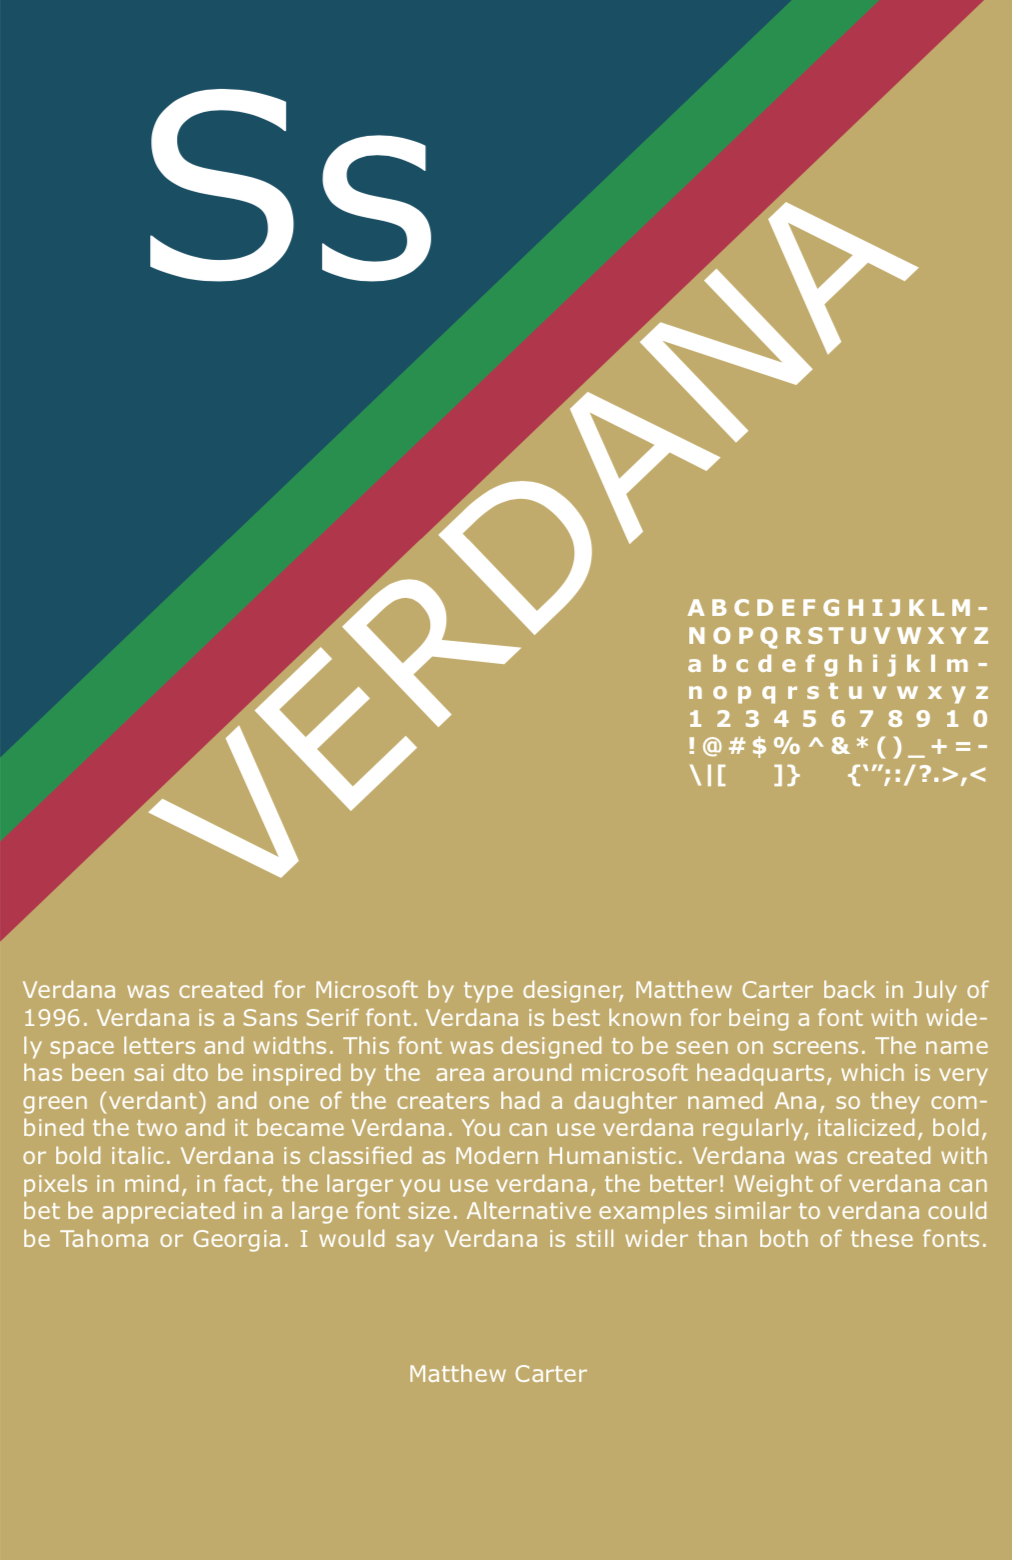 Ss
VERDANA
A B C D E F G H I J K L M -
N O P Q R S T U V W X Y Z
a b c d e f g h i j k l m -
n o p q r s t u v w x y z
1 2 3 4 5 6 7 8 9 1 0
! @ # $ % ^ & * ( ) _ + = -
\|[ ]} {‘”;:/?.>,<
Verdana was created for Microsoft by type designer, Matthew Carter back in July of
1996. Verdana is a Sans Serif font. Verdana is best known for being a font with wide-
ly space letters and widths. This font was designed to be seen on screens. The name
has been sai dto be inspired by the area around microsoft headquarts, which is very
green (verdant) and one of the creaters had a daughter named Ana, so they com-
bined the two and it became Verdana. You can use verdana regularly, italicized, bold,
or bold italic. Verdana is classified as Modern Humanistic. Verdana was created with
pixels in mind, in fact, the larger you use verdana, the better! Weight of verdana can
bet be appreciated in a large font size. Alternative examples similar to verdana could
be Tahoma or Georgia. I would say Verdana is still wider than both of these fonts.
Matthew Carter